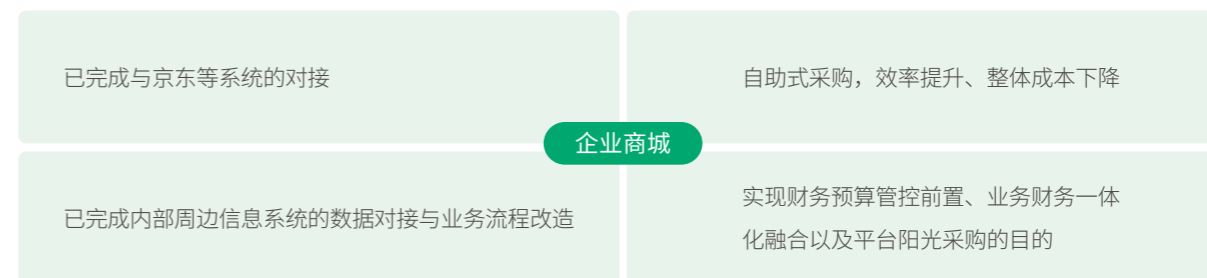 已完成与京东等系统的对接
自助式采购，效率提升、整体成本下降
企业商城
已完成内部周边信息系统的数据对接与业务流程改造
实现财务预算管控前置、业务财务一体
化融合以及平台阳光采购的目的